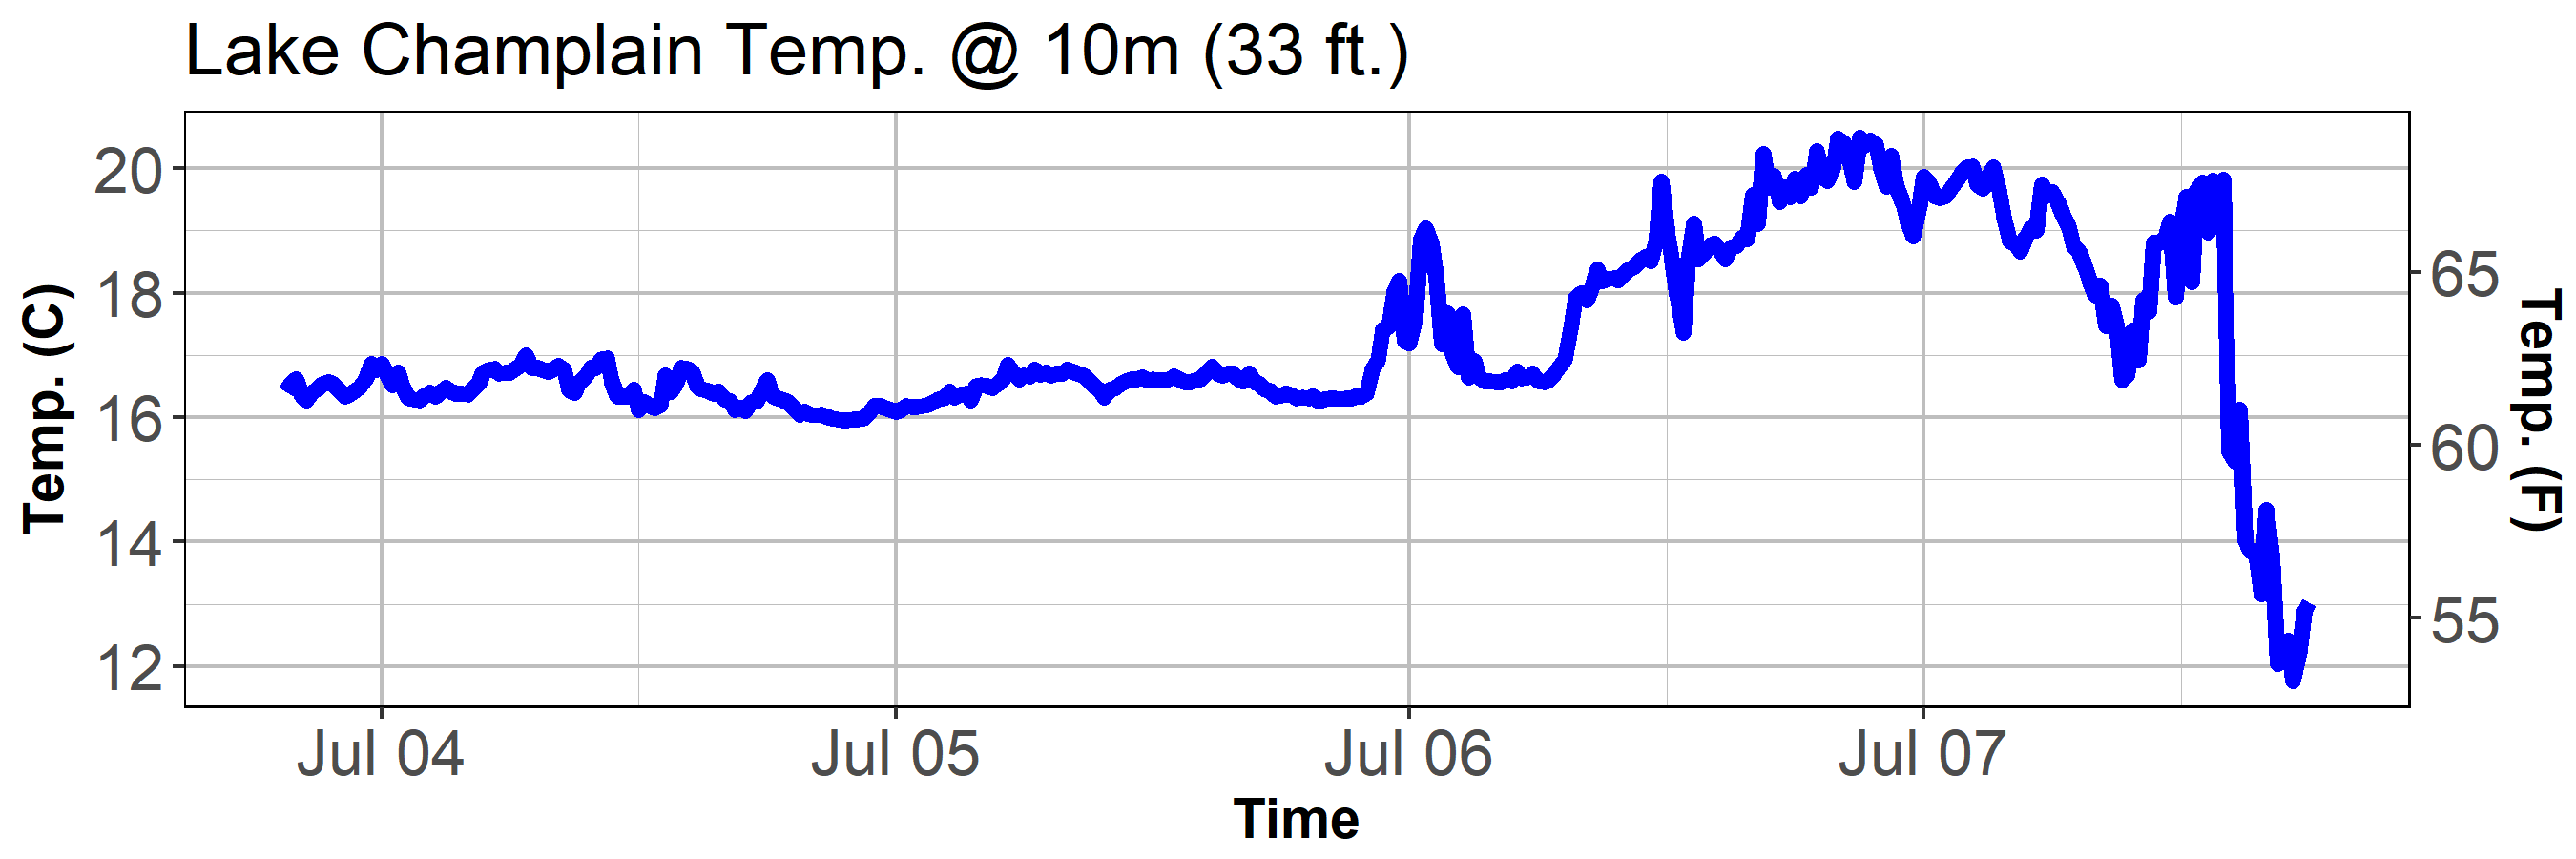 Lake Champlain Temp. @ 10m (33 ft.)
Temp. (C)
20
18
16
14
12
65
60
55
Temp. (F)
Jul 04 Jul 05 Jul 06 Jul 07
Time